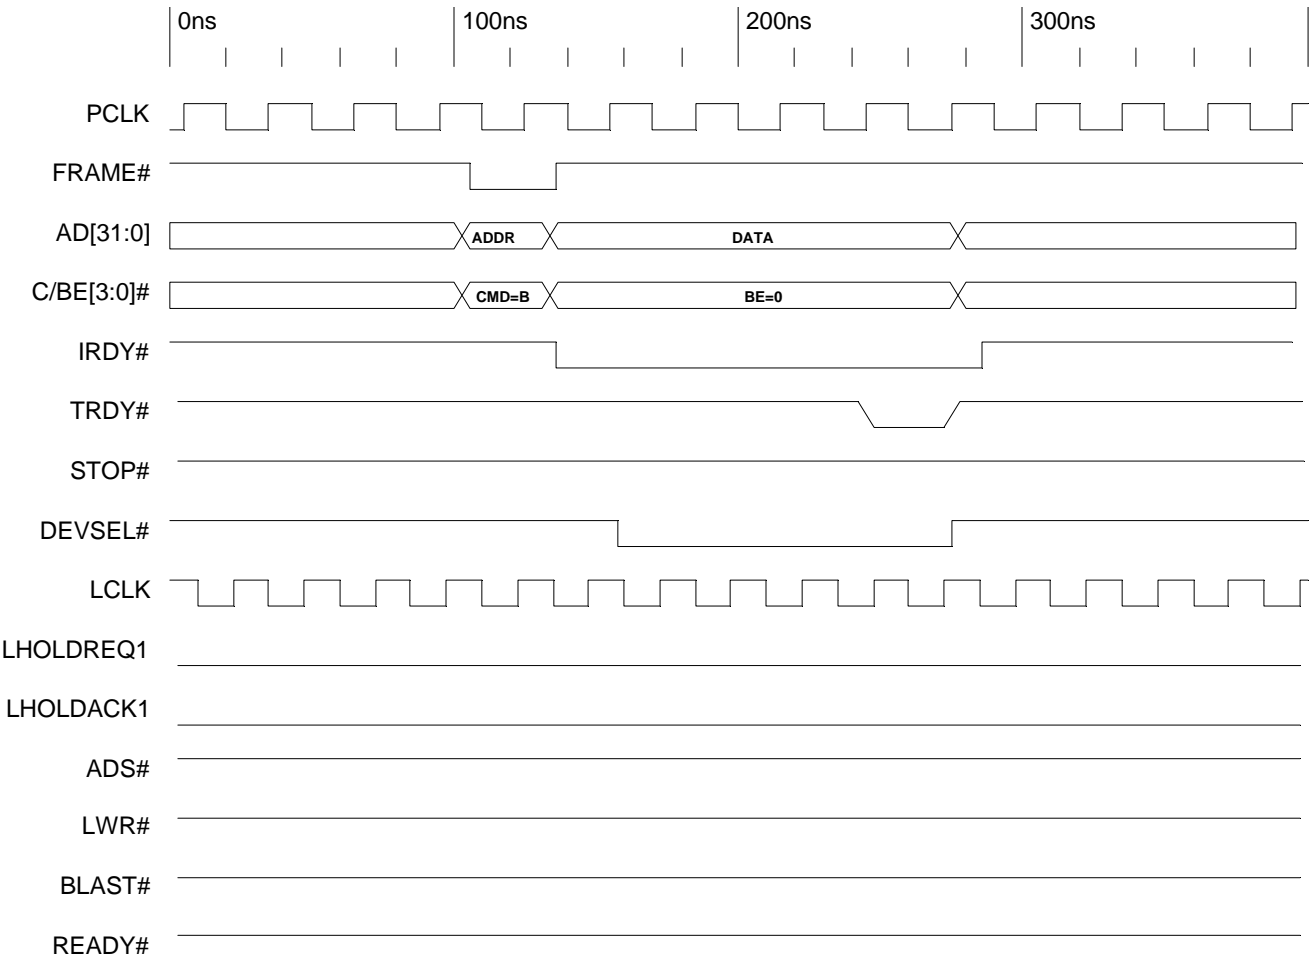 0ns 100ns 200ns 300ns
PCLK
FRAME#
AD[31:0] ADDR DATA
C/BE[3:0]# CMD=B BE=0
IRDY#
TRDY#
STOP#
DEVSEL#
LCLK
LHOLDREQ1
LHOLDACK1
ADS#
LWR#
BLAST#
READY#